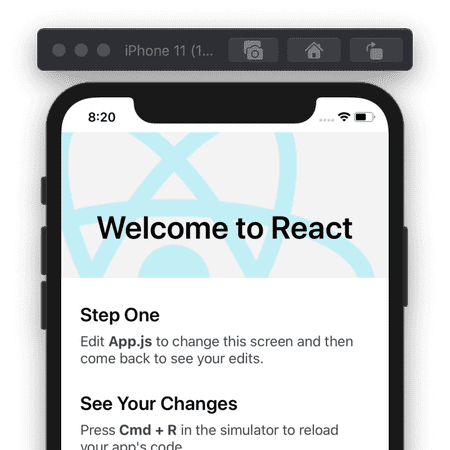 iPhone 11 (1...
8:20
Welcome to React
Step One
Edit App.js to change this screen and then
come back to see your edits.
See Your Changes
Press Cmd + R in the simulator to reload
your app's code